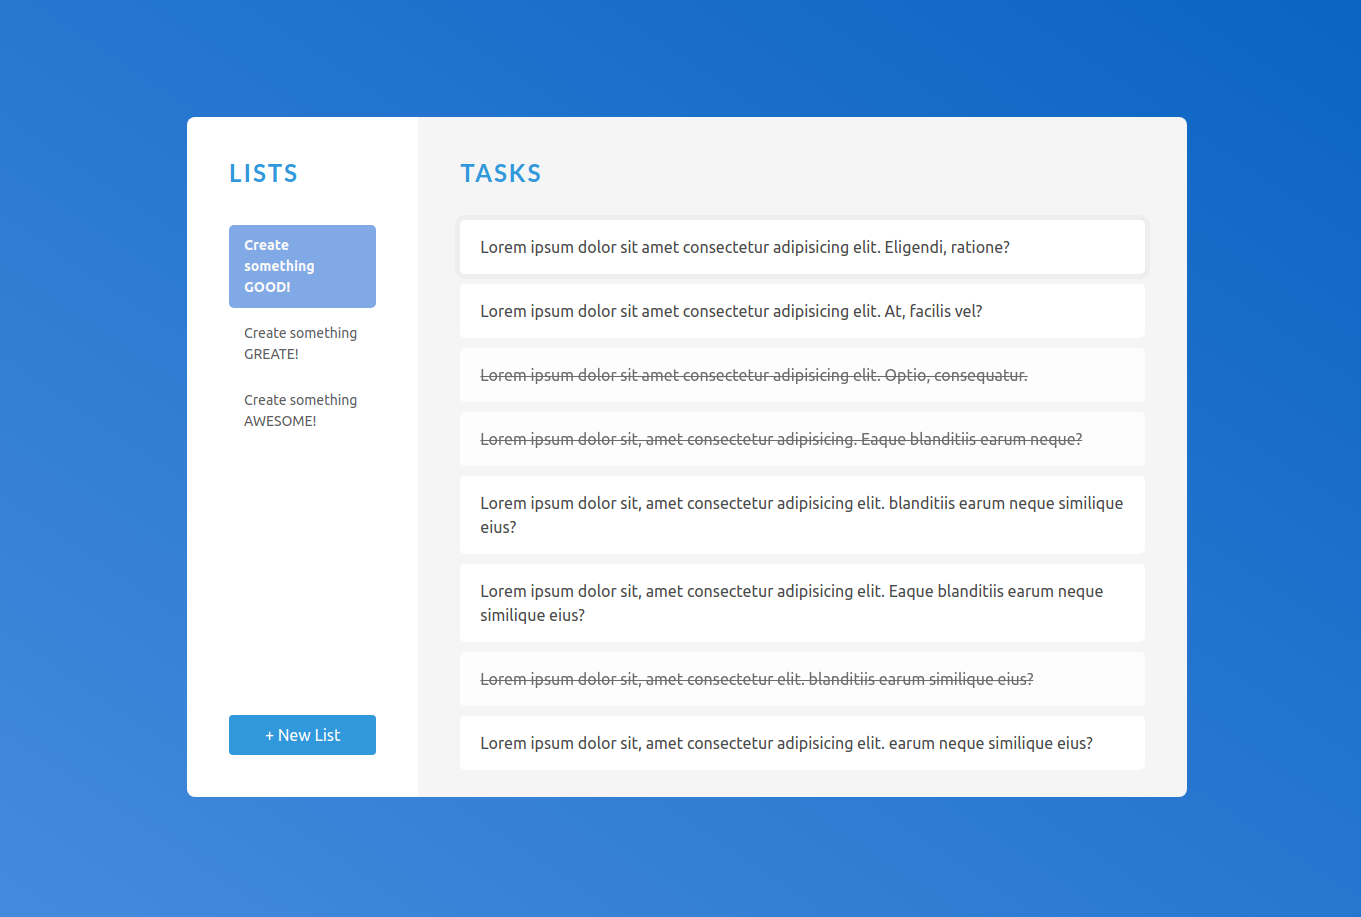 LISTS
Create
something
GOOD!
Create something
GREATE!
Create something
AWESOME!
+ New List
TASKS
Lorem ipsum dolor sit amet consectetur adipisicing elit. Eligendi, ratione?
Lorem ipsum dolor sit amet consectetur adipisicing elit. At, facilis vel?
Lorem ipsum dolor sit amet consectetur adipisicing elit. Optio, consequatur.
Lorem ipsum dolor sit, amet consectetur adipisicing. Eaque blanditiis earum neque?
Lorem ipsum dolor sit, amet consectetur adipisicing elit. blanditiis earum neque similique
eius?
Lorem ipsum dolor sit, amet consectetur adipisicing elit. Eaque blanditiis earum neque
similique eius?
Lorem ipsum dolor sit, amet consectetur elit. blanditiis earum similique eius?
Lorem ipsum dolor sit, amet consectetur adipisicing elit. earum neque similique eius?